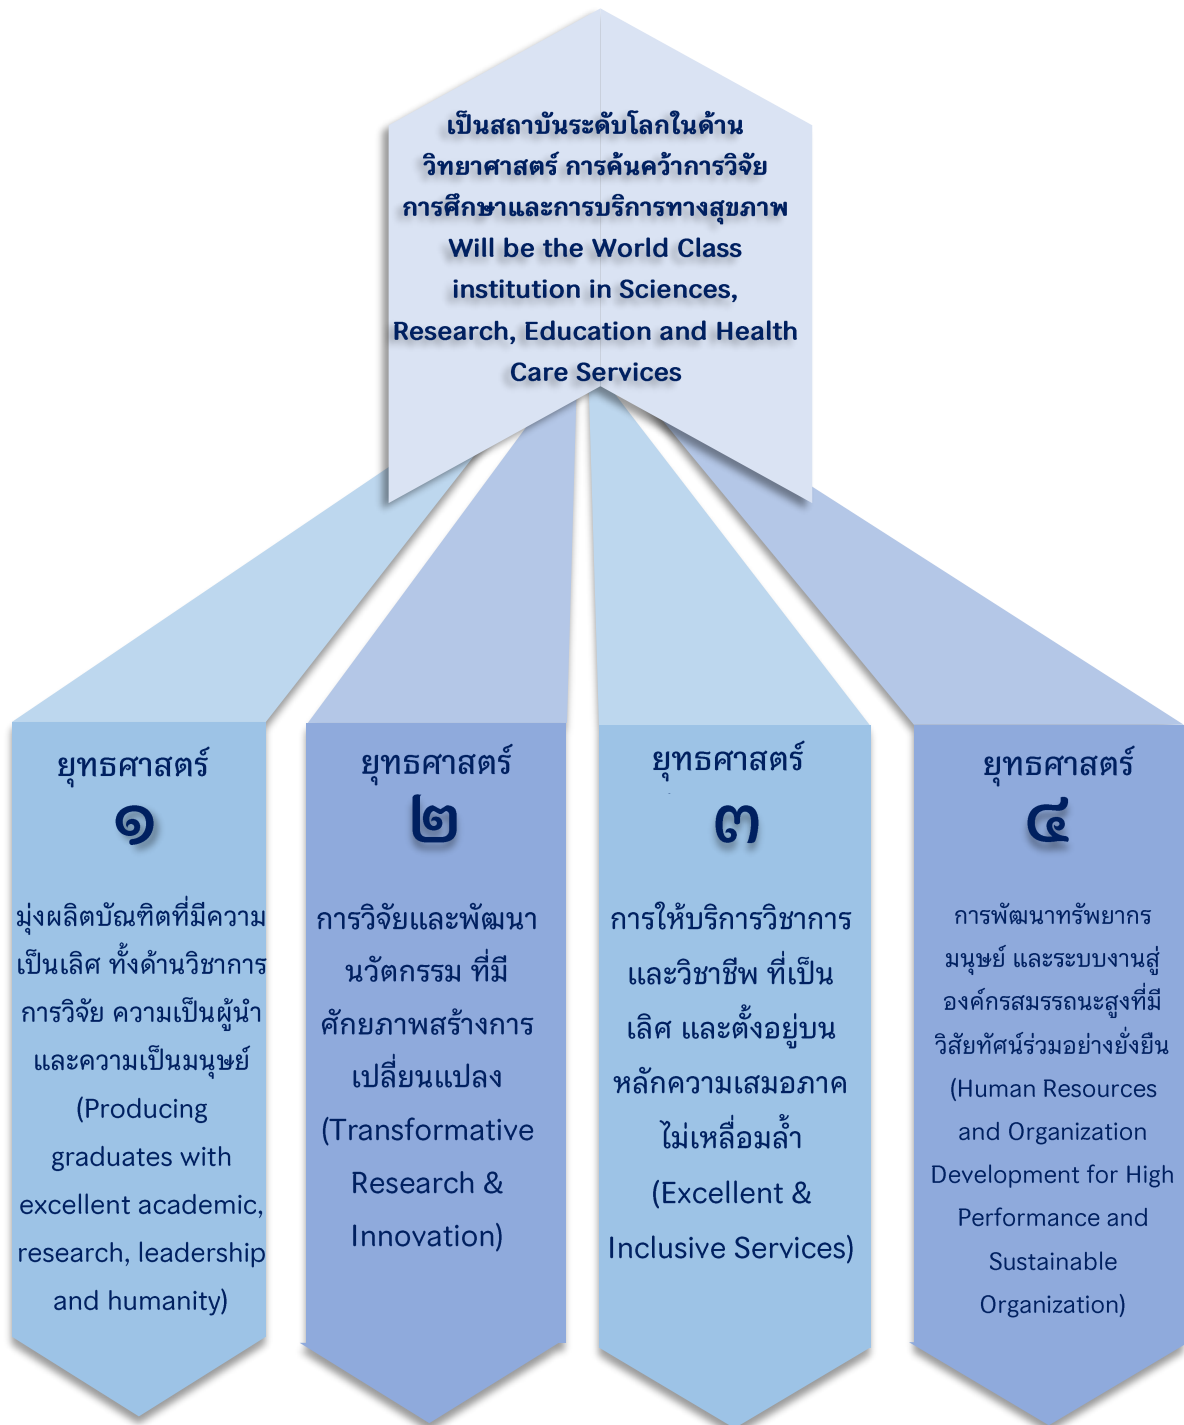 เป็นสถาบันระดับโลกในด้าน
วิทยาศาสตร์ การค้นคว้าการวิจัย
การศึกษาและการบริการทางสุขภาพ
Will be the World Class
institution in Sciences,
Research, Education and Health
Care Services
ยุทธศาสตร์
๑
มุ่งผลิตบัณฑิตที่มีความ
เป็นเลิศ ทั้งด้านวิชาการ
การวิจัย ความเป็นผู้นำ
และความเป็นมนุษย์
(Producing
graduates with
excellent academic,
research, leadership
and humanity)
ยุทธศาสตร์
๒
การวิจัยและพัฒนา
นวัตกรรม ที่มี
ศักยภาพสร้างการ
เปลี่ยนแปลง
(Transformative
Research &
Innovation)
ยุทธศาสตร์
๓
การให้บริการวิชาการ
และวิชาชีพ ที่เป็น
เลิศ และตั้งอยู่บน
หลักความเสมอภาค
ไม่เหลื่อมล้ำ
(Excellent &
Inclusive Services)
ยุทธศาสตร์
๔
การพัฒนาทรัพยากร
มนุษย์ และระบบงานสู่
องค์กรสมรรถนะสูงที่มี
วิสัยทัศน์ร่วมอย่างยั่งยืน
(Human Resources
and Organization
Development for High
Performance and
Sustainable
Organization)